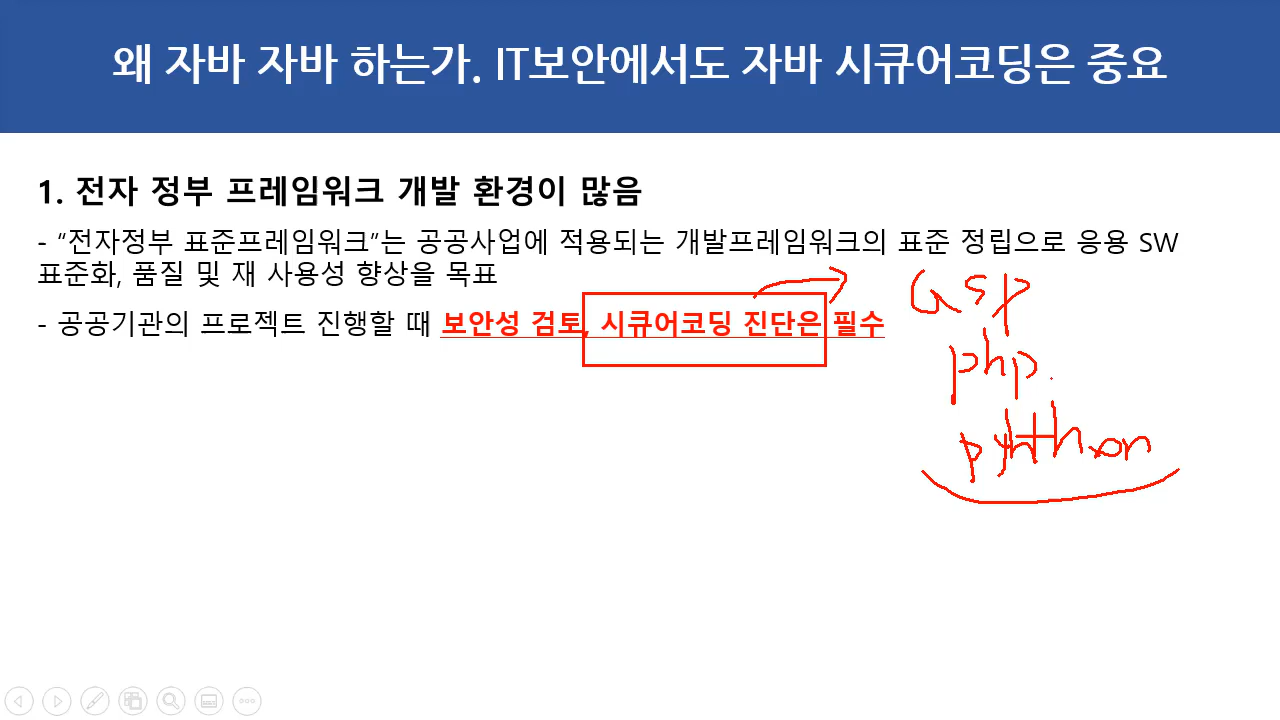 왜 자바 자바 하는가. IT보안에서도 자바 시큐어코딩은 중요
1. 전자 정부 프레임워크 개발 환경이 많음
- “전자정부 표준프레임워크”는 공공사업에 적용되는 개발프레임워크의 표준 정립으로 응용 SW
표준화, 품질 및 재 사용성 향상을 목표
- 공공기관의 프로젝트 진행할 때 보안성 검토, 시큐어코딩 진단은 필수
asp
php.
pyhthon